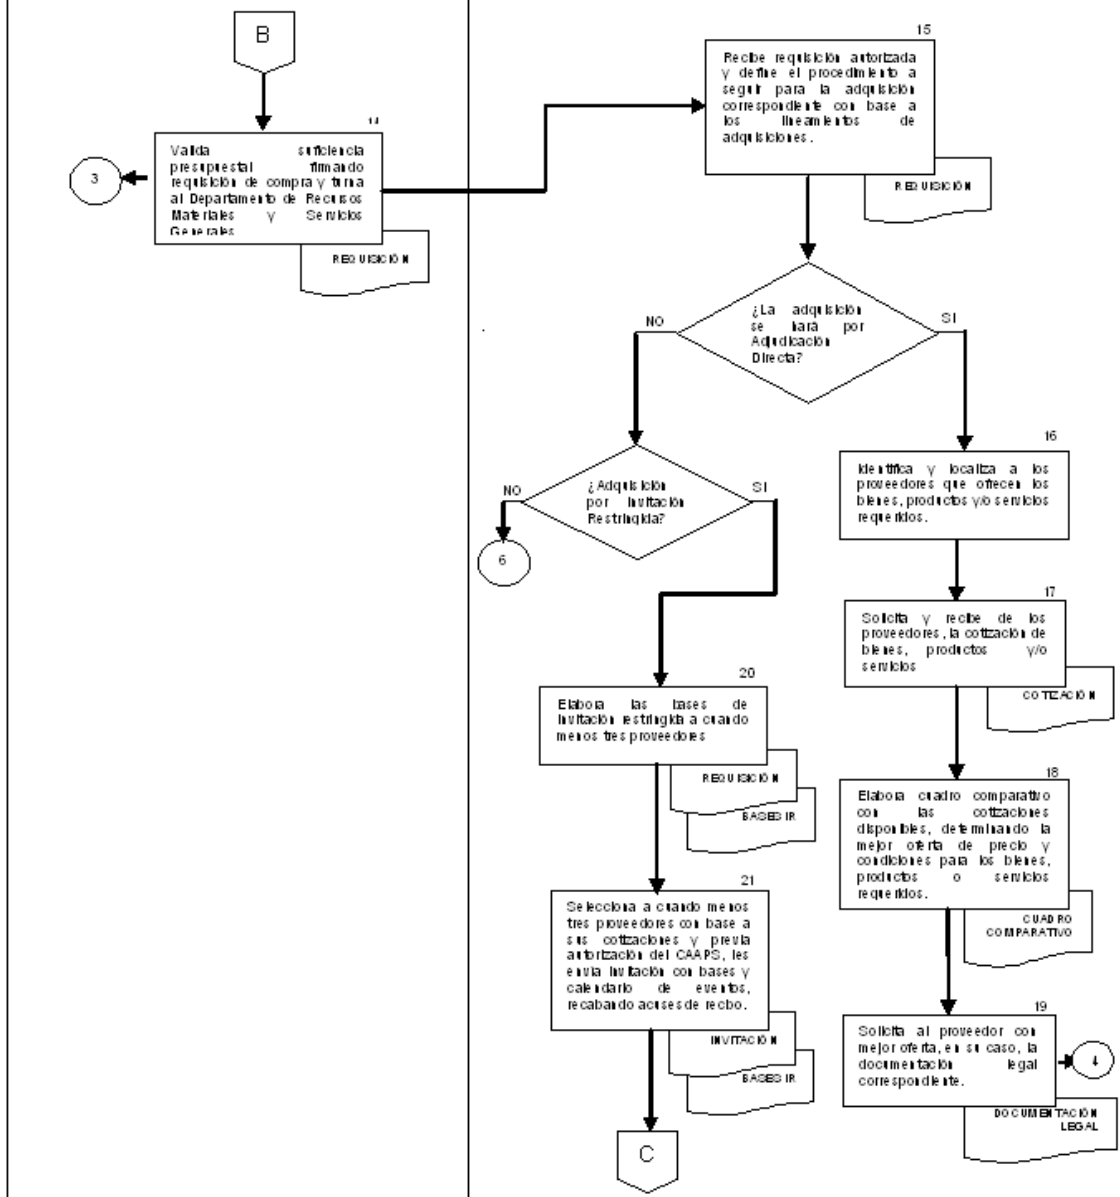 B
14
Valida suficiencia
presupuestal firmando
requisición de compra y turna
al Departamento de Recursos
Materiales y Servicios
Generales
REQUISICIÓN
3
15
Recibe requisición autorizada
y define el procedimiento a
seguir para la adquisición
correspondiente con base a
los lineamientos de
adquisiciones.
REQUISICIÓN
¿La adquisición
se hará por
Adjudicación
Directa?
NO
SI
¿Adquisición
por Invitación
Restringida?
NO
SI
6
16
Identifica y localiza a los
proveedores que ofrecen los
bienes, productos y/o servicios
requeridos.
17
Solicita y recibe de los
proveedores, la cotización de
bienes, productos y/o
servicios
COTIZACIÓN
18
Elabora cuadro comparativo
con las cotizaciones
disponibles, determinando la
mejor oferta de precio y
condiciones para los bienes,
productos o servicios
requeridos.
CUADRO
COMPARATIVO
19
Solicita al proveedor con
mejor oferta, en su caso, la
documentación legal
correspondiente.
DOCUMENTACIÓN
LEGAL
4
20
Elabora las bases de
Invitación restringida a cuando
menos tres proveedores
REQUISICIÓN
BASES IR
21
Selecciona a cuando menos
tres proveedores con base a
sus cotizaciones y previa
autorización del CAAPS, les
envía Invitación con bases y
calendario de eventos,
recabando acuses de recibo.
INVITACIÓN
BASES IR
C